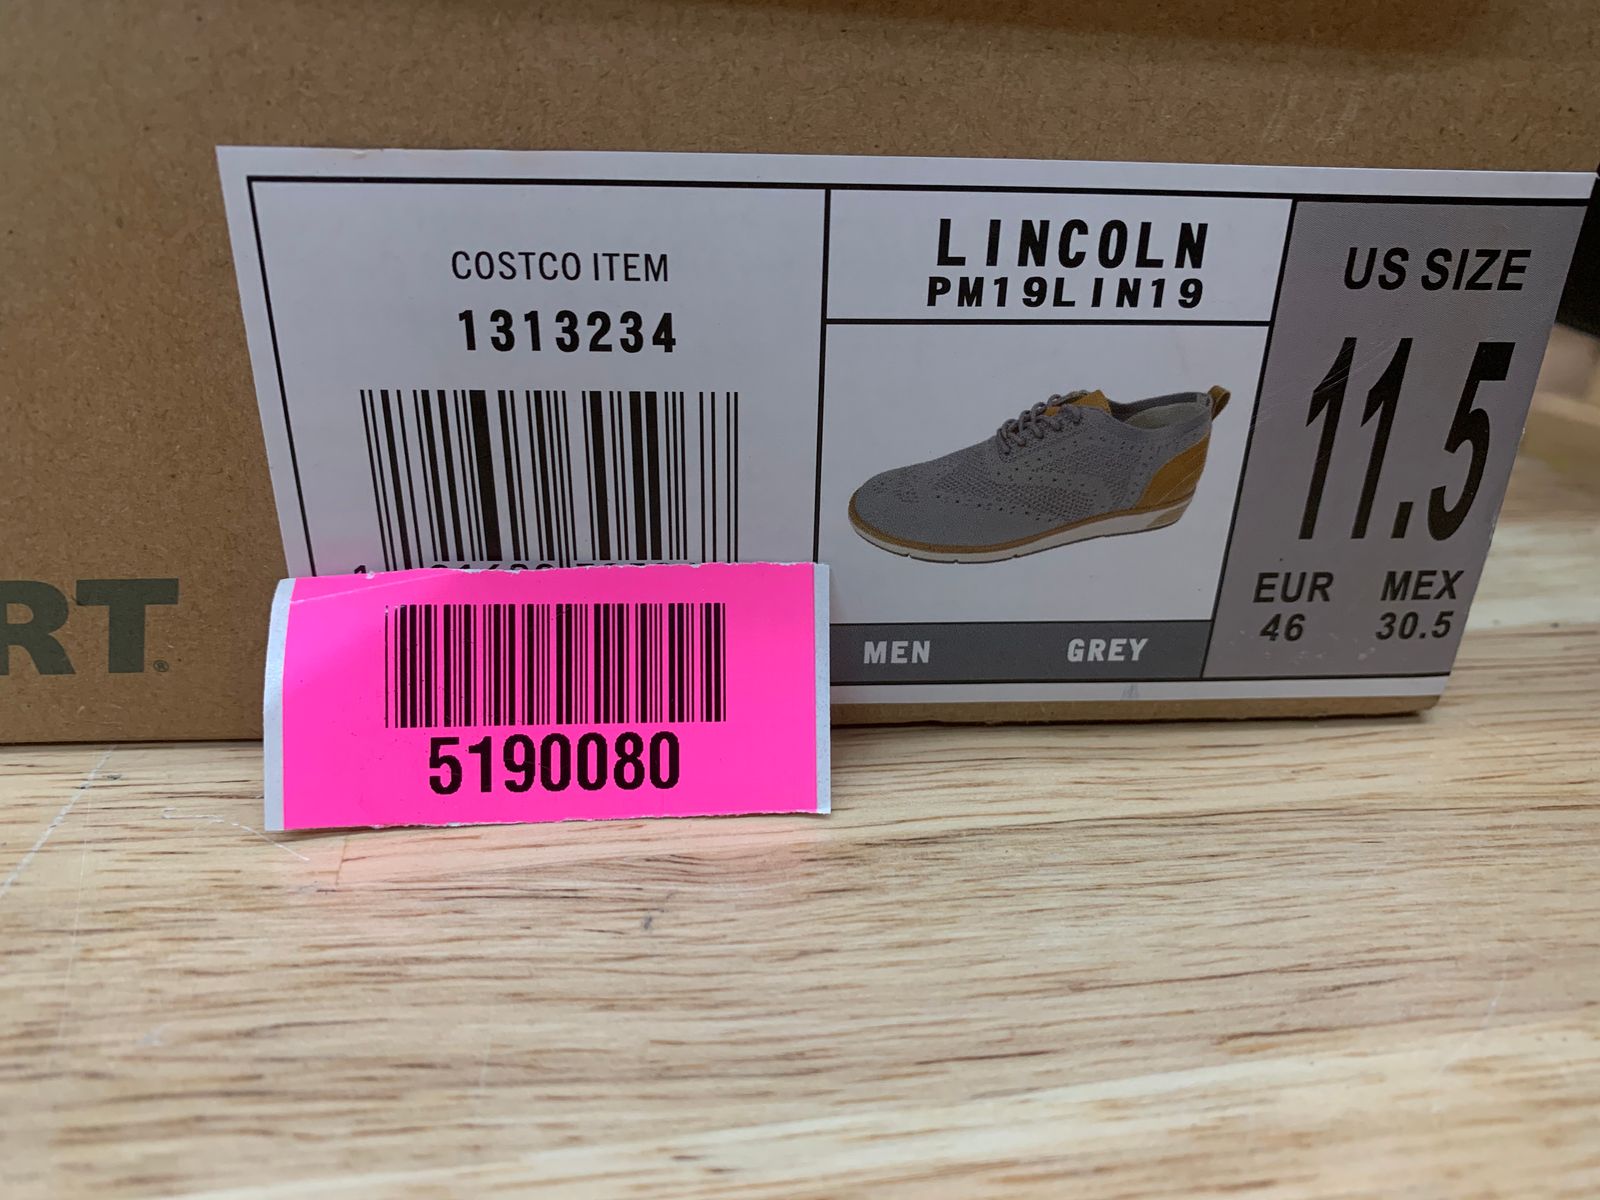 COSTCO ITEM
1313234
LINCOLN
PM19LIN19
US SIZE
11.5
EUR MEX
46 30.5
MEN GREY
RT®
5190080